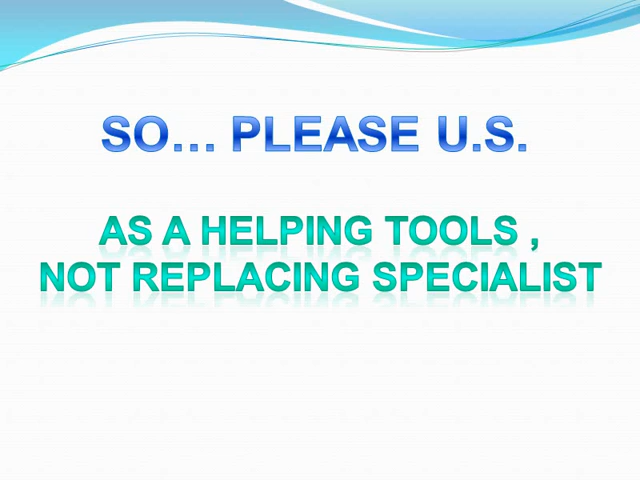 SO... PLEASE U.S.
AS A HELPING TOOLS ,
NOT REPLACING SPECIALIST